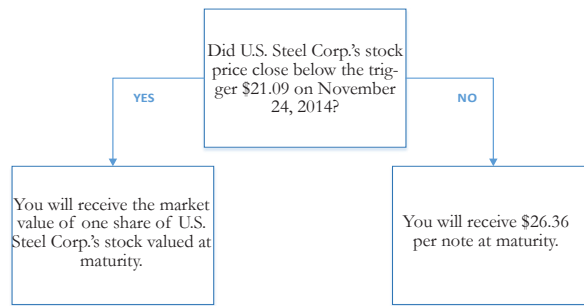 Did U.S. Steel Corp.'s stock
price close below the trig-
ger $21.09 on November
24, 2014?
YES
NO
You will receive the market
value of one share of U.S.
Steel Corp.'s stock valued at
maturity.
You will receive $26.36
per note at maturity.